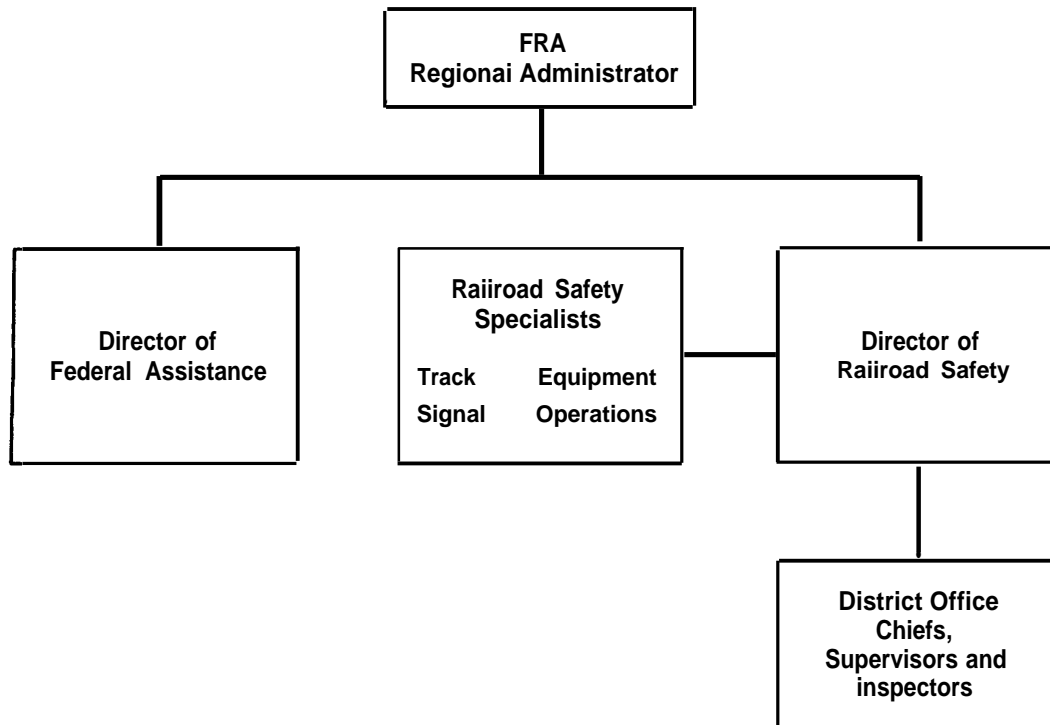 FRA
Regionai Administrator
Director of
Federal Assistance
Raiiroad Safety
Specialists
Track Equipment
Signal Operations
Director of
Raiiroad Safety
District Office
Chiefs,
Supervisors and
inspectors